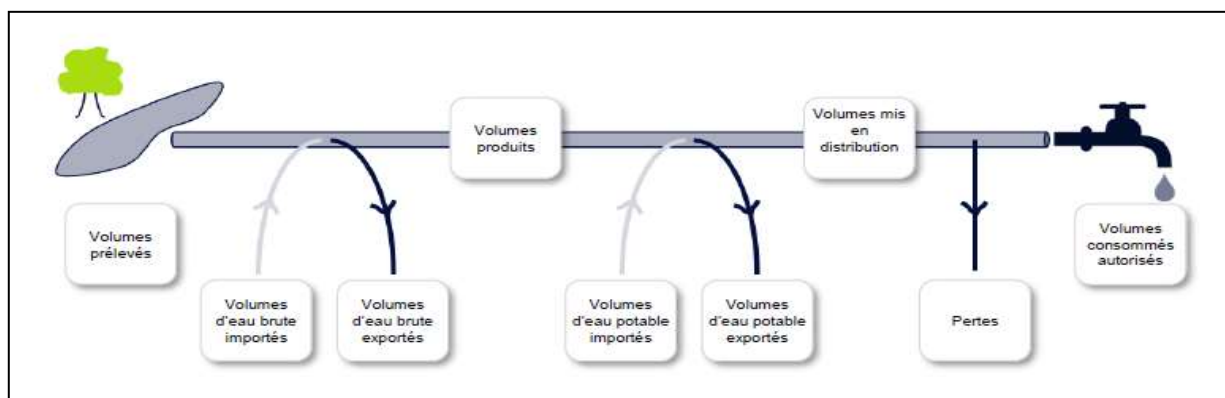 Volumes
prélevés
Volumes
d'eau brute
importés
Volumes
d'eau brute
exportés
Volumes
produits
Volumes
d'eau potable
importés
Volumes
d'eau potable
exportés
Volumes mis
en
distribution
Pertes
Volumes
consommés
autorisés